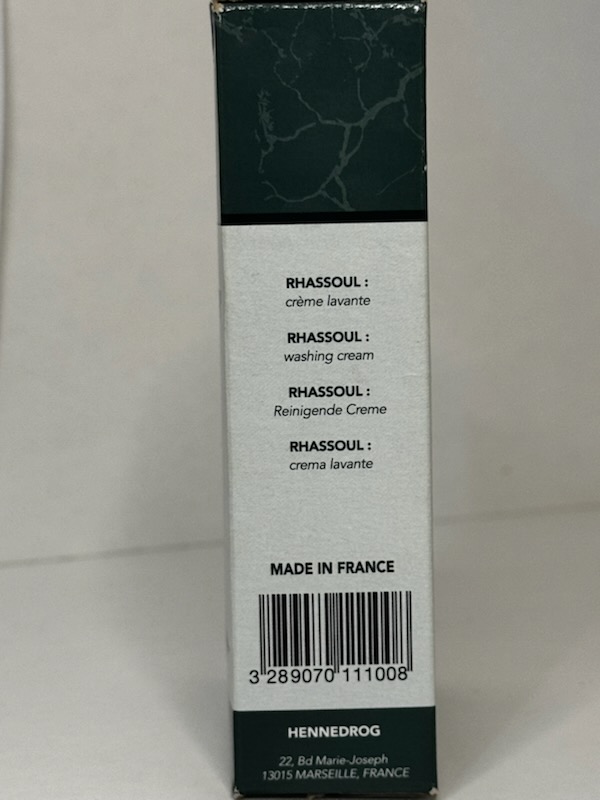 RHASSOUL :
crème lavante
RHASSOUL :
washing cream
RHASSOUL :
Reinigende Creme
RHASSOUL :
crema lavante
MADE IN FRANCE
3 289070 111008
HENNEDROG
22, Bd Marie-Joseph
13015 MARSEILLE, FRANCE